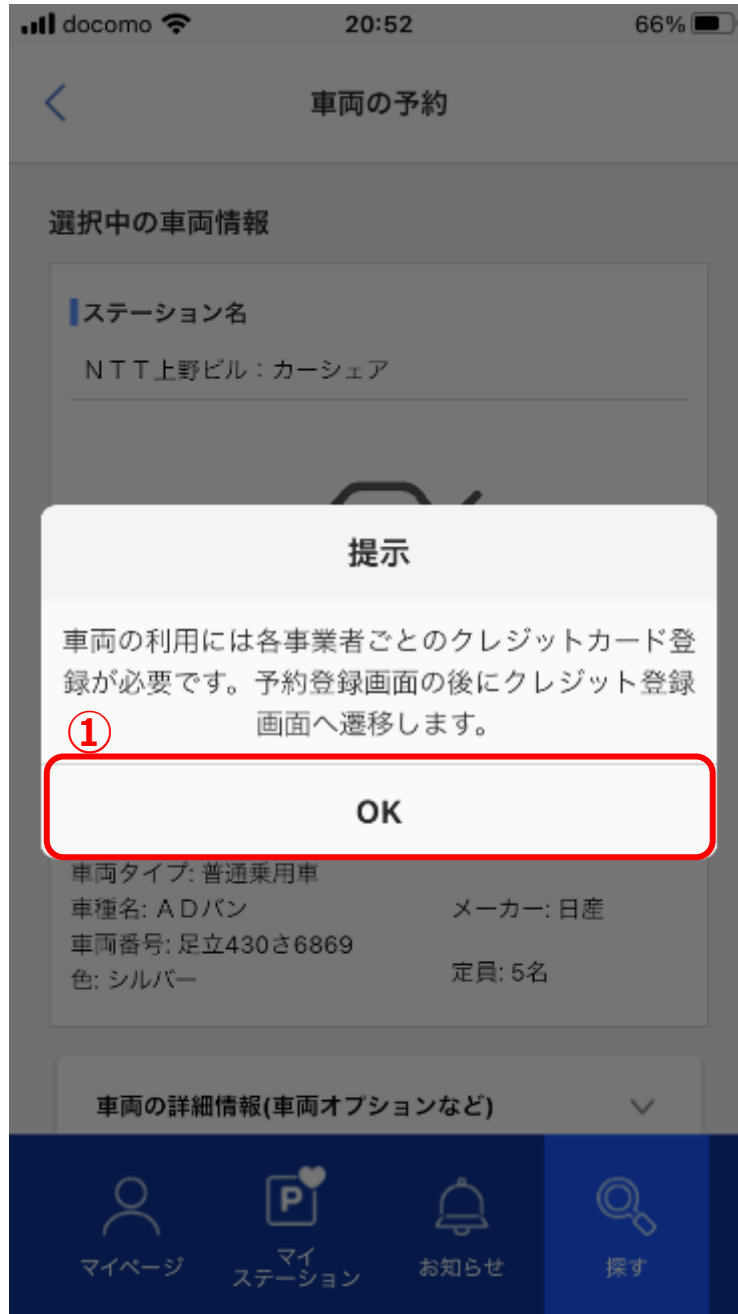 docomo 20:52 66%
車両の予約
選択中の車両情報
ステーション名
ＮＴＴ上野ビル：カーシェア
提示
車両の利用には各事業者ごとのクレジットカード登
録が必要です。予約登録画面の後にクレジット登録
画面へ遷移します。
①
OK
車両タイプ: 普通乗用車
車種名: ＡＤバン メーカー: 日産
車両番号: 足立430さ6869
色: シルバー 定員: 5名
車両の詳細情報(車両オプションなど)
P
マイページ マイ
ステーション お知らせ 探す